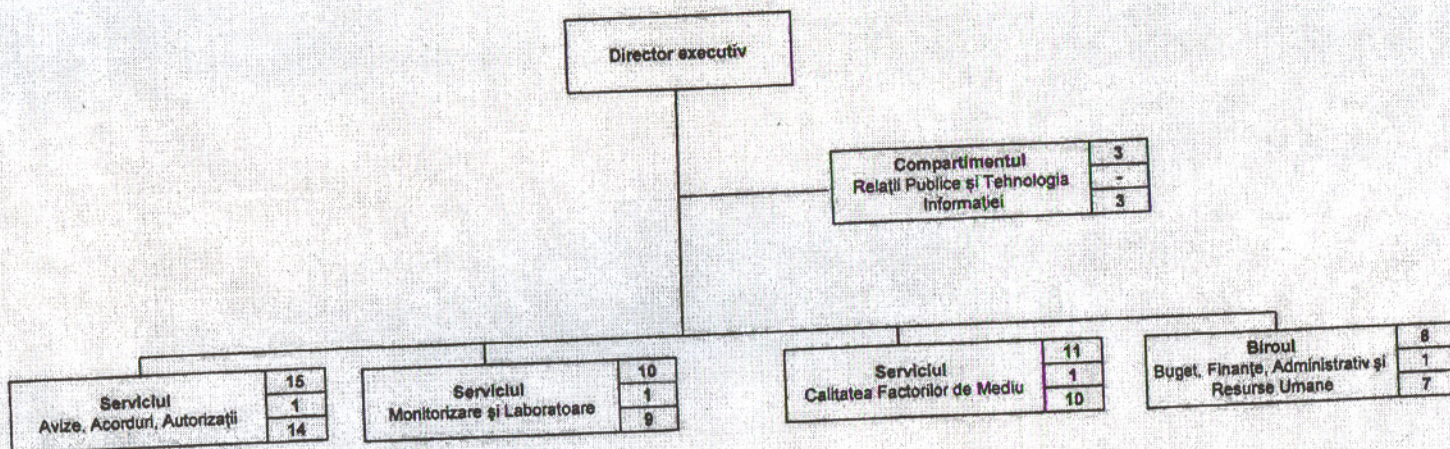 Director executiv
Compartimentul
Relații Publice și Tehnologia
Informației
3
-
3
Serviciul
Avize, Acorduri, Autorizații
15
1
14
Serviciul
Monitorizare și Laboratoare
10
1
9
Serviciul
Calitatea Factorilor de Mediu
11
1
10
Biroul
Buget, Finanțe, Administrativ și
Resurse Umane
8
1
7